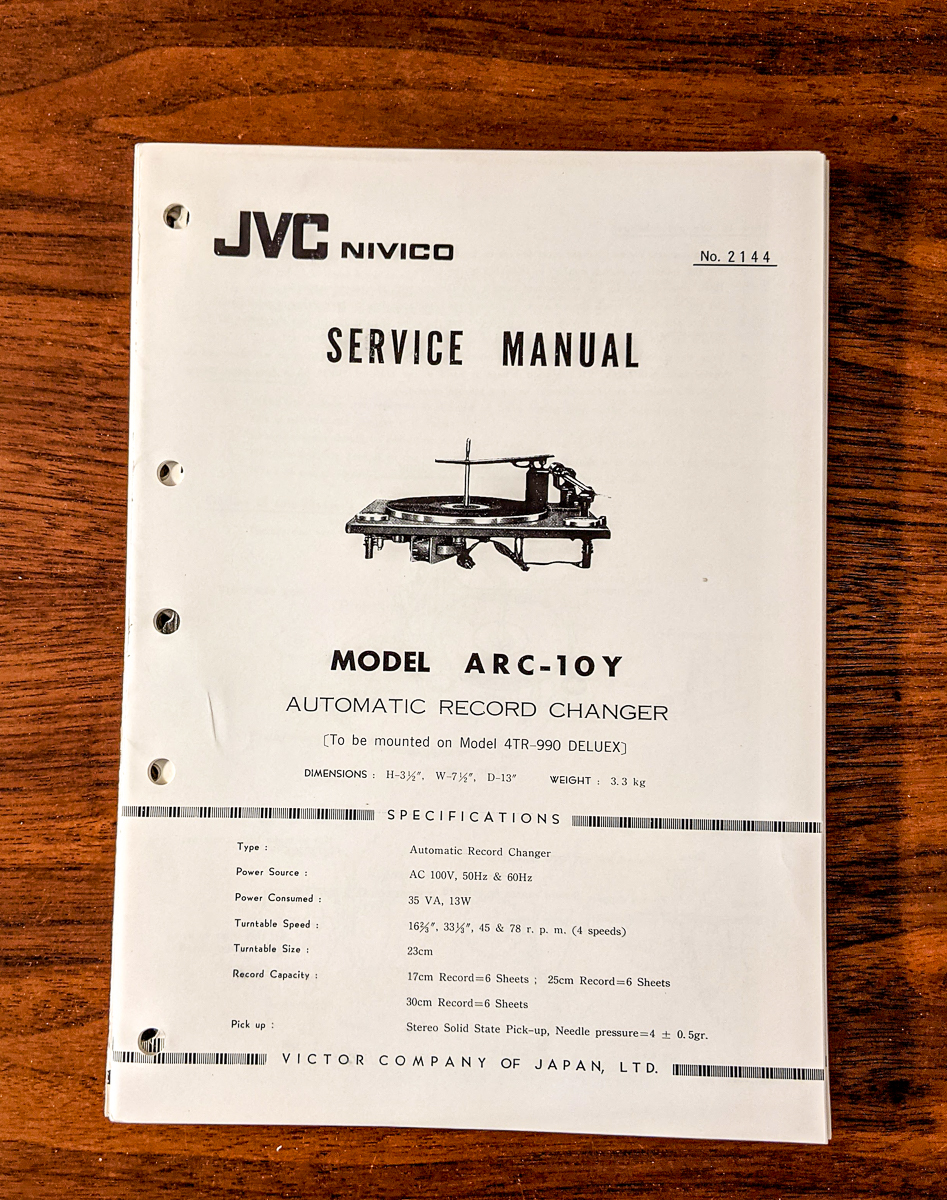 JVC NIVICO
No. 2144
SERVICE MANUAL
MODEL ARC-10Y
AUTOMATIC RECORD CHANGER
〔To be mounted on Model 4TR-990 DELUEX〕
DIMENSIONS : H-3½″, W-7½″, D-13″ WEIGHT : 3.3 kg
SPECIFICATIONS
Type : Automatic Record Changer
Power Source : AC 100V, 50Hz & 60Hz
Power Consumed : 35 VA, 13W
Turntable Speed : 16⅔″, 33⅓″, 45 & 78 r. p. m. (4 speeds)
Turntable Size : 23cm
Record Capacity : 17cm Record=6 Sheets ; 25cm Record=6 Sheets
30cm Record=6 Sheets
Pick up : Stereo Solid State Pick-up, Needle pressure=4 ± 0.5gr.
VICTOR COMPANY OF JAPAN, LTD.